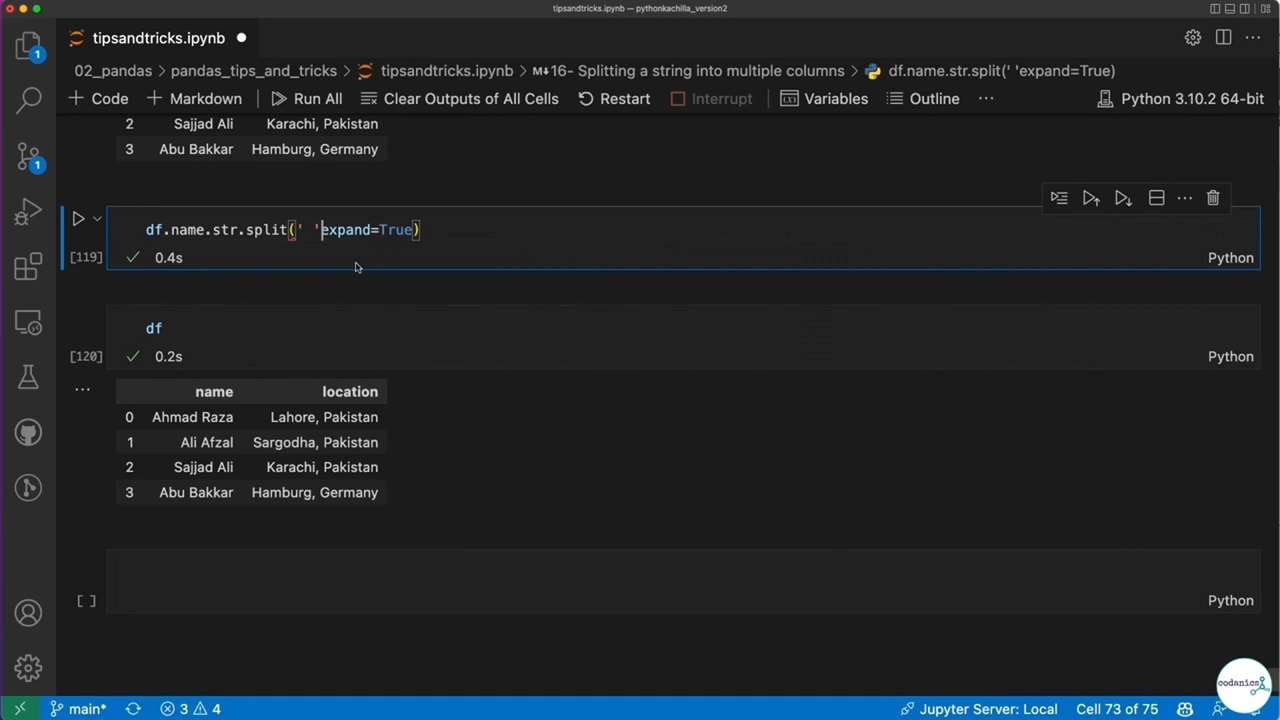 tipsandtricks.ipynb — pythonkachilla_version2
tipsandtricks.ipynb
02_pandas > pandas_tips_and_tricks > tipsandtricks.ipynb > M↓16- Splitting a string into multiple columns > df.name.str.split(' 'expand=True)
+ Code + Markdown Run All Clear Outputs of All Cells Restart Interrupt Variables Outline ... Python 3.10.2 64-bit
2 Sajjad Ali Karachi, Pakistan
3 Abu Bakkar Hamburg, Germany
df.name.str.split(' 'expand=True)
[119] ✓ 0.4s Python
df
[120] ✓ 0.2s Python
name location
0 Ahmad Raza Lahore, Pakistan
1 Ali Afzal Sargodha, Pakistan
2 Sajjad Ali Karachi, Pakistan
3 Abu Bakkar Hamburg, Germany
[ ] Python
1
1
codanics
main* 3 4 Jupyter Server: Local Cell 73 of 75